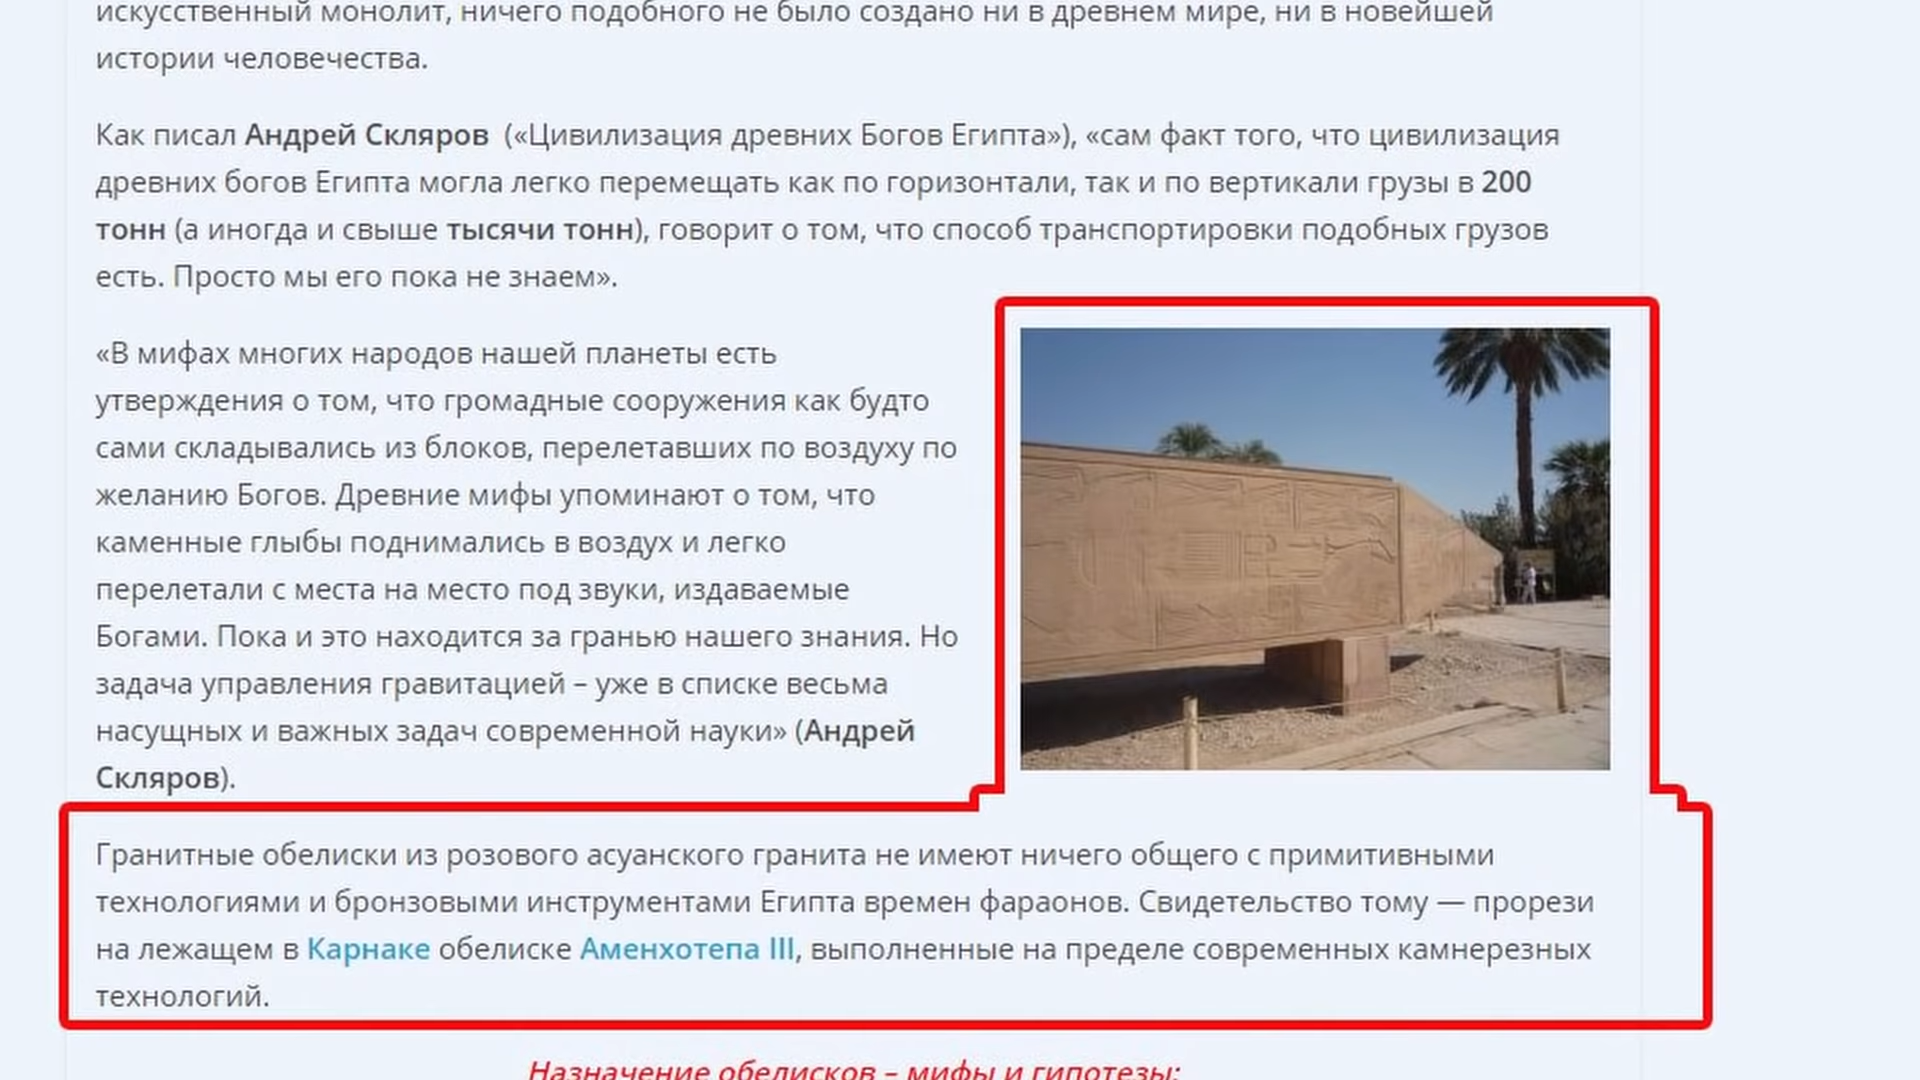 искусственный монолит, ничего подобного не было создано ни в древнем мире, ни в новейшей
истории человечества.
Как писал Андрей Скляров («Цивилизация древних Богов Египта»), «сам факт того, что цивилизация
древних богов Египта могла легко перемещать как по горизонтали, так и по вертикали грузы в 200
тонн (а иногда и свыше тысячи тонн), говорит о том, что способ транспортировки подобных грузов
есть. Просто мы его пока не знаем».
«В мифах многих народов нашей планеты есть
утверждения о том, что громадные сооружения как будто
сами складывались из блоков, перелетавших по воздуху по
желанию Богов. Древние мифы упоминают о том, что
каменные глыбы поднимались в воздух и легко
перелетали с места на место под звуки, издаваемые
Богами. Пока и это находится за гранью нашего знания. Но
задача управления гравитацией – уже в списке весьма
насущных и важных задач современной науки» (Андрей
Скляров).
Гранитные обелиски из розового асуанского гранита не имеют ничего общего с примитивными
технологиями и бронзовыми инструментами Египта времен фараонов. Свидетельство тому — прорези
на лежащем в Карнаке обелиске Аменхотепа III, выполненные на пределе современных камнерезных
технологий.
Назначение обелисков – мифы и гипотезы: